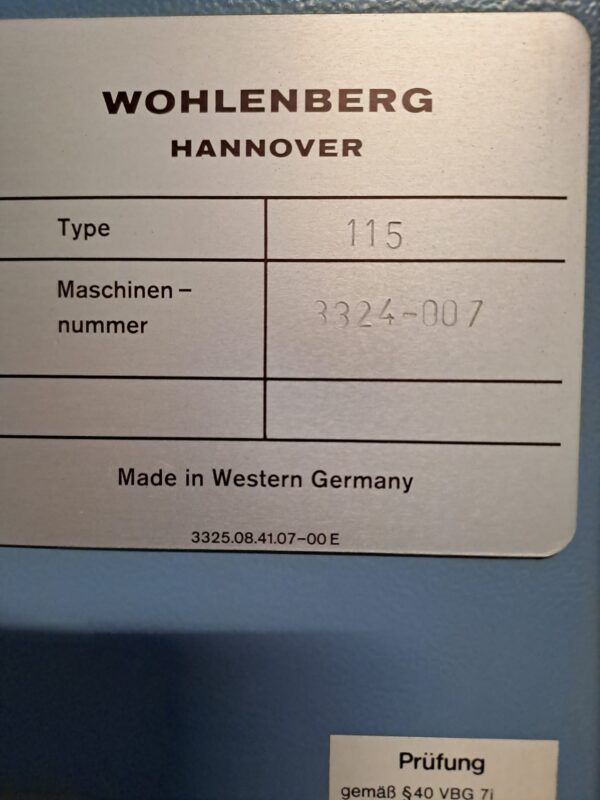 WOHLENBERG
HANNOVER
Type 115
Maschinen–
nummer 3324-007
Made in Western Germany
3325.08.41.07–00 E
Prüfung
gemäß §40 VBG 7i